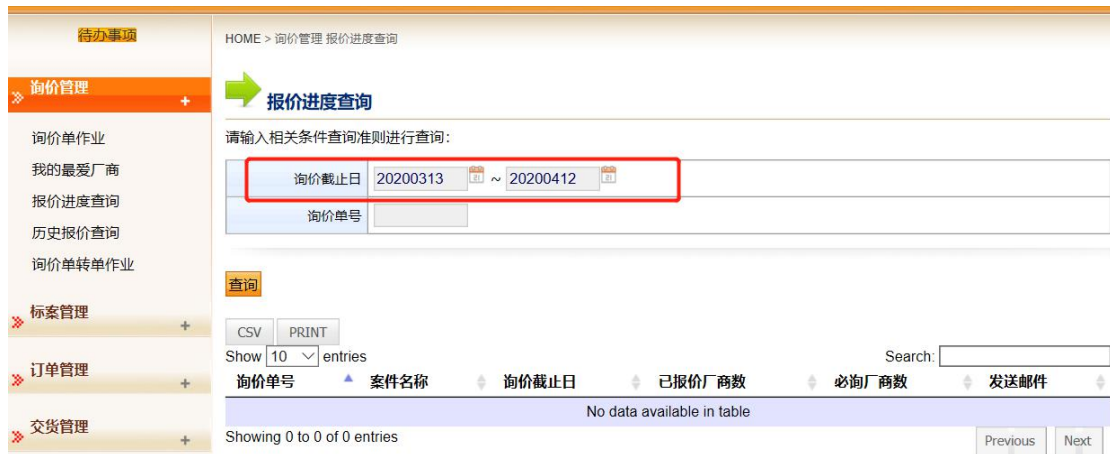 待办事项
HOME > 询价管理 报价进度查询
询价管理
+
询价单作业
我的最爱厂商
报价进度查询
历史报价查询
询价单转单作业
标案管理
+
订单管理
+
交货管理
+
报价进度查询
请输入相关条件查询准则进行查询：
询价截止日 20200313 ~ 20200412
询价单号
查询
CSV PRINT
Show 10 entries Search:
询价单号 案件名称 询价截止日 已报价厂商数 必询厂商数 发送邮件
No data available in table
Showing 0 to 0 of 0 entries Previous Next